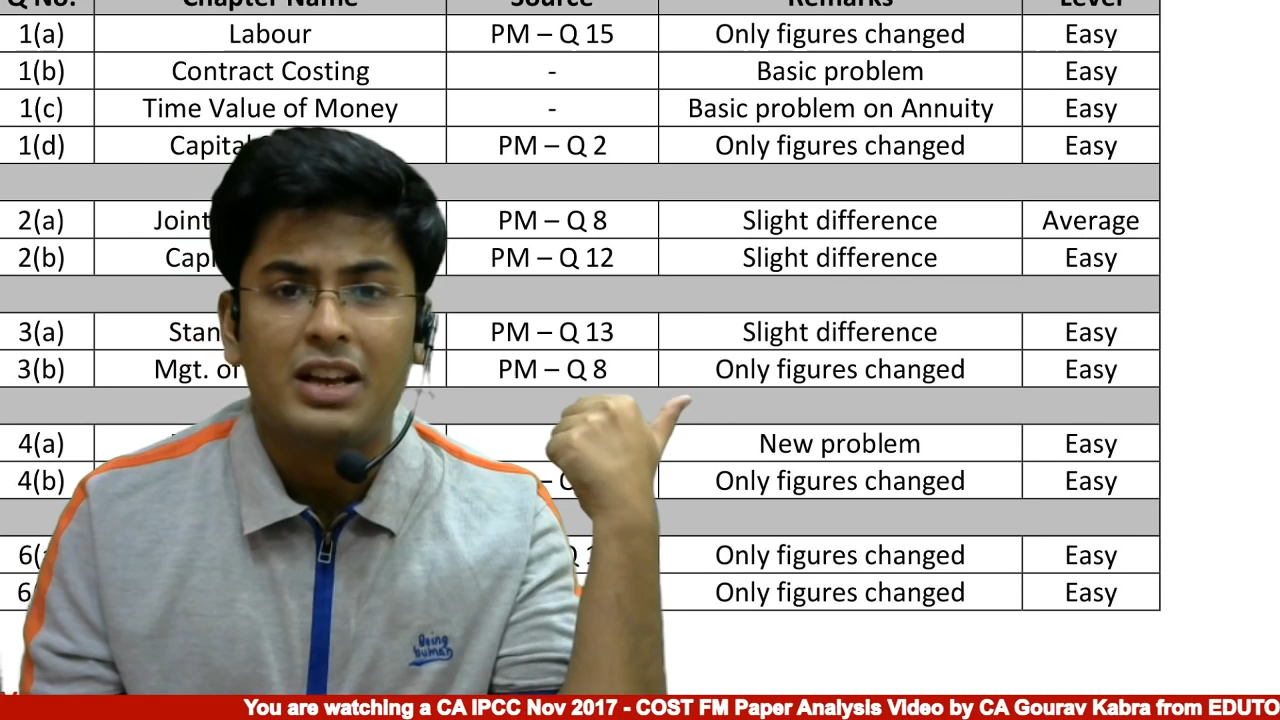 Q No. Chapter Name Source Remarks Level
1(a) Labour PM – Q 15 Only figures changed Easy
1(b) Contract Costing - Basic problem Easy
1(c) Time Value of Money - Basic problem on Annuity Easy
1(d) Capital PM – Q 2 Only figures changed Easy
2(a) Joint PM – Q 8 Slight difference Average
2(b) PM – Q 12 Slight difference Easy
3(a) Stan PM – Q 13 Slight difference Easy
3(b) Mgt. of PM – Q 8 Only figures changed Easy
4(a) New problem Easy
4(b) – Only figures changed Easy
6( Q 1 Only figures changed Easy
6 Only figures changed Easy
Being human
You are watching a CA IPCC Nov 2017 - COST FM Paper Analysis Video by CA Gourav Kabra from EDUTO